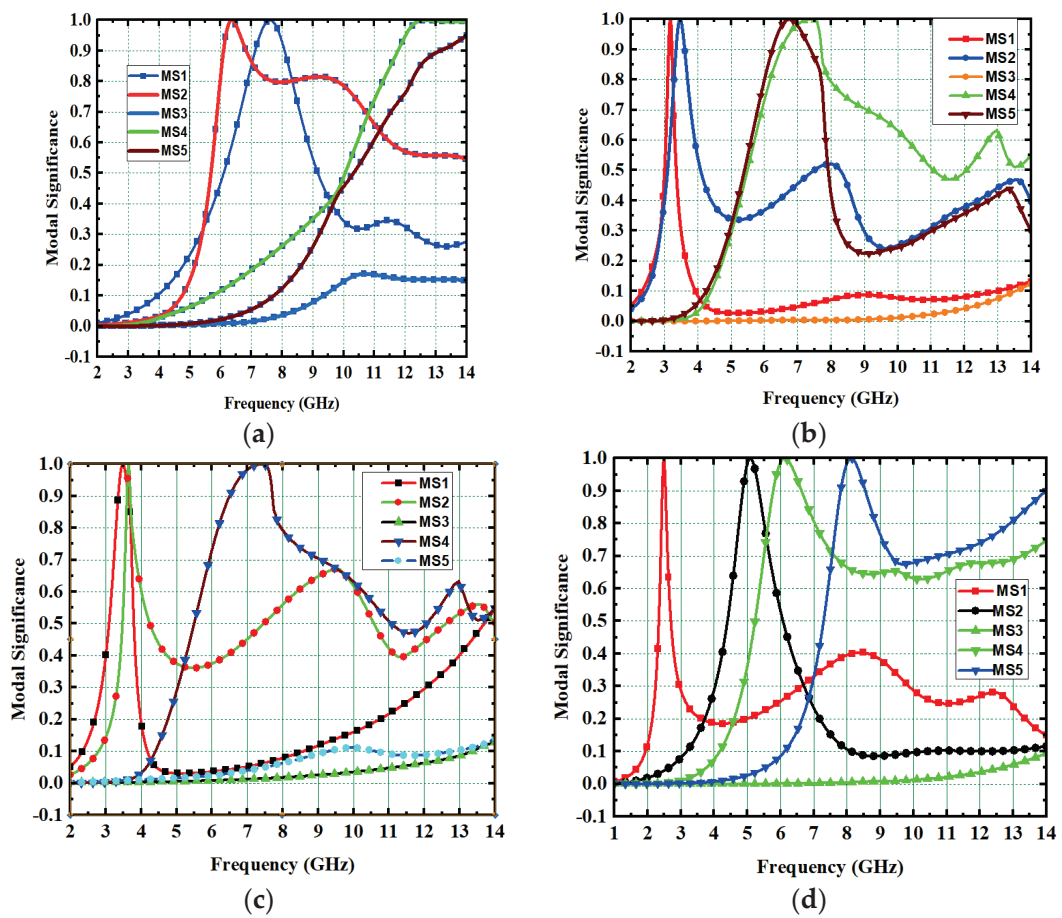 1.0
0.9
0.8
0.7
0.6
0.5
0.4
0.3
0.2
0.1
0.0
-0.1
Modal Significance
MS1
MS2
MS3
MS4
MS5
2 3 4 5 6 7 8 9 10 11 12 13 14
Frequency (GHz)
(a)
1.0
0.9
0.8
0.7
0.6
0.5
0.4
0.3
0.2
0.1
0.0
-0.1
Modal Significance
MS1
MS2
MS3
MS4
MS5
2 3 4 5 6 7 8 9 10 11 12 13 14
Frequency (GHz)
(b)
1.0
0.9
0.8
0.7
0.6
0.5
0.4
0.3
0.2
0.1
0.0
-0.1
Modal Significance
MS1
MS2
MS3
MS4
MS5
2 3 4 5 6 7 8 9 10 11 12 13 14
Frequency (GHz)
(c)
1.0
0.9
0.8
0.7
0.6
0.5
0.4
0.3
0.2
0.1
0.0
-0.1
Modal Significance
MS1
MS2
MS3
MS4
MS5
1 2 3 4 5 6 7 8 9 10 11 12 13 14
Frequency (GHz)
(d)